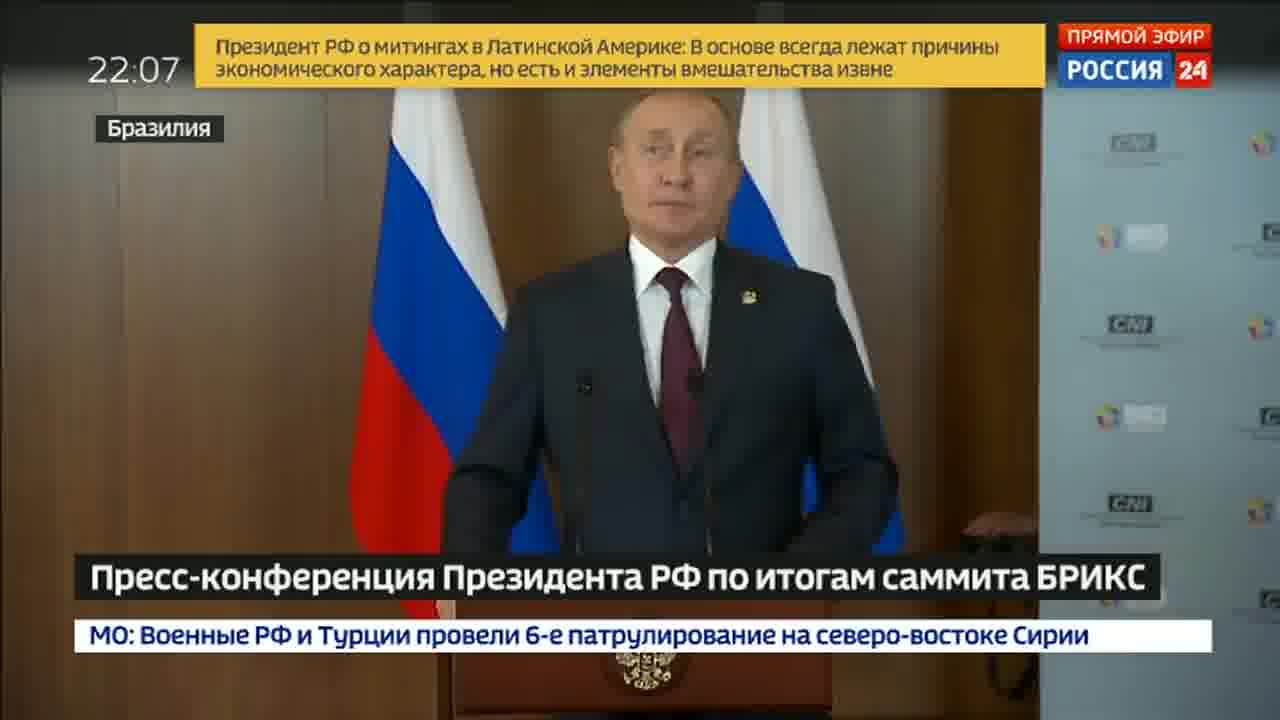 22:07
Президент РФ о митингах в Латинской Америке: В основе всегда лежат причины
экономического характера, но есть и элементы вмешательства извне
ПРЯМОЙ ЭФИР
РОССИЯ 24
Бразилия
CNI
CNI
CNI
Пресс-конференция Президента РФ по итогам саммита БРИКС
МО: Военные РФ и Турции провели 6-е патрулирование на северо-востоке Сирии